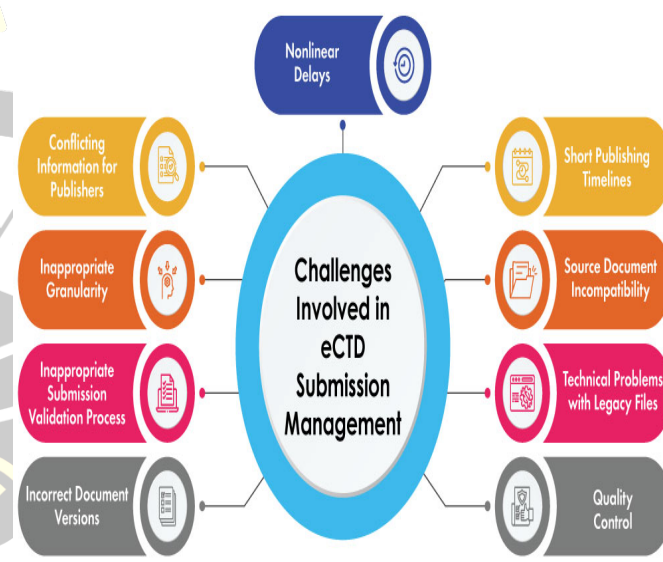 Nonlinear
Delays
Conflicting
Information for
Publishers
Short Publishing
Timelines
Inappropriate
Granularity
Source Document
Incompatibility
Challenges
Involved in
eCTD
Submission
Management
Inappropriate
Submission
Validation Process
Technical Problems
with Legacy Files
Incorrect Document
Versions
Quality
Control